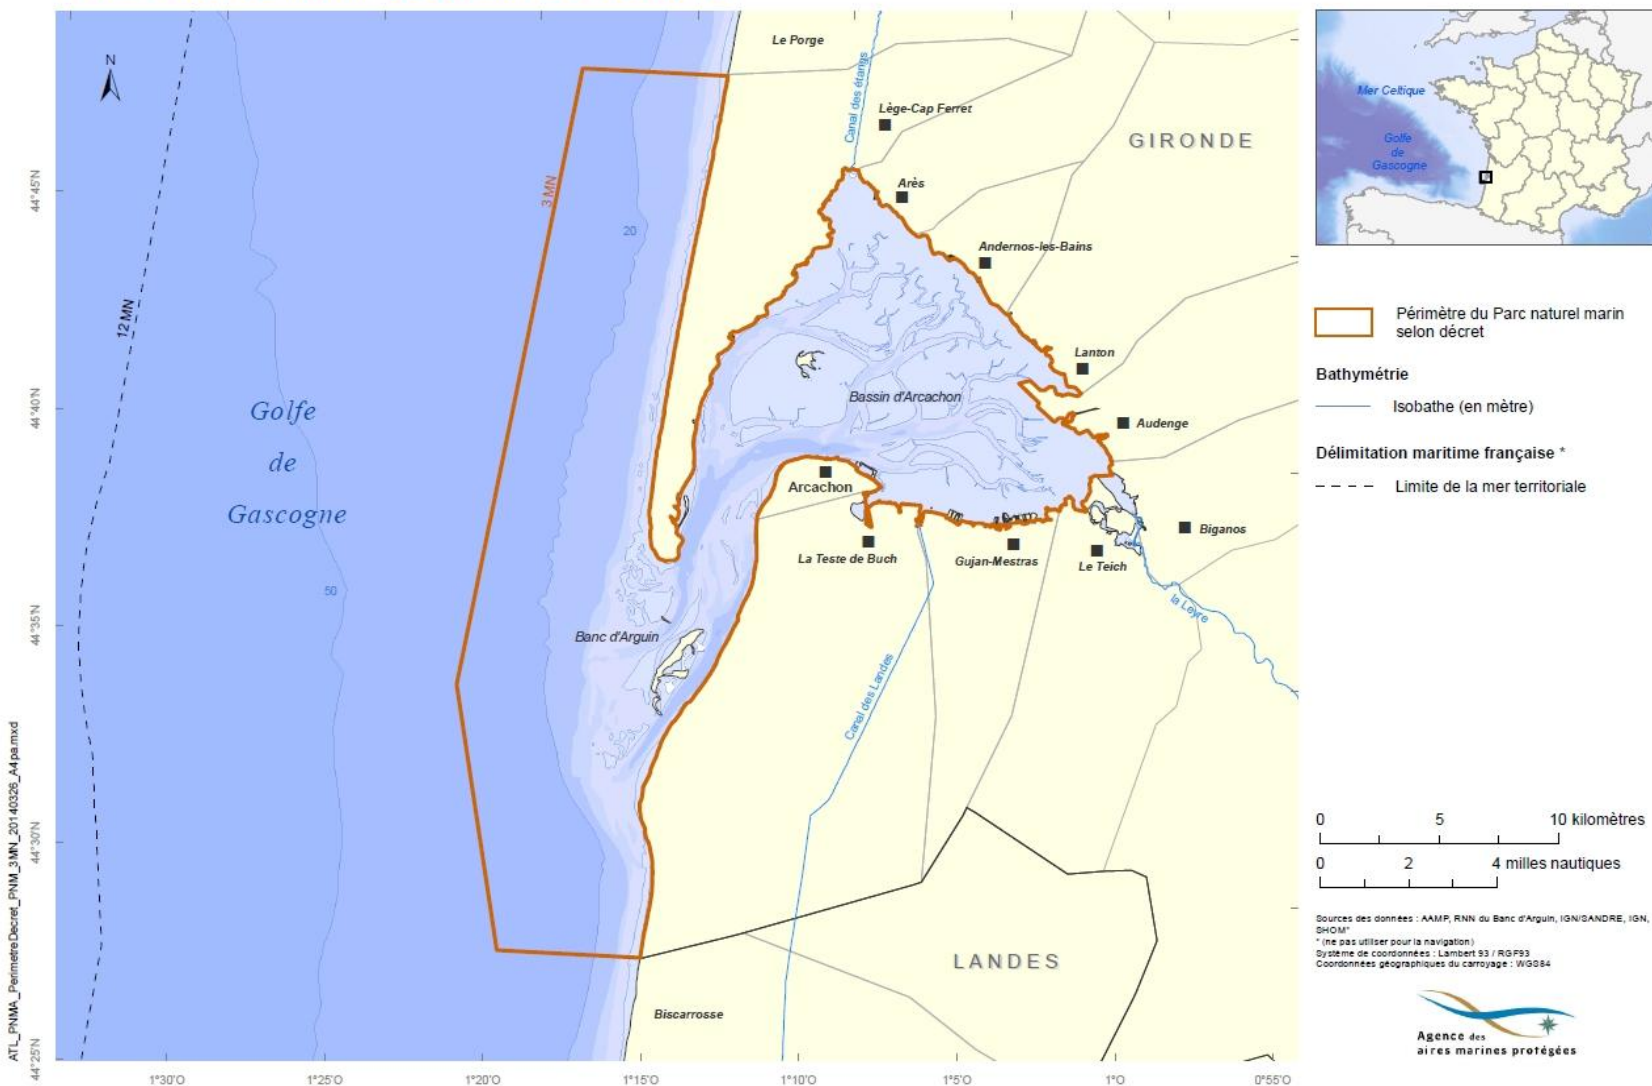 N
Le Porge
Canal des étangs
Lège-Cap Ferret
GIRONDE
Arès
Andernos-les-Bains
Lanton
Audenge
Bassin d'Arcachon
Arcachon
La Teste de Buch
Gujan-Mestras
Le Teich
Biganos
la Leyre
Canal des Landes
Banc d'Arguin
Golfe
de
Gascogne
12 MN
3 MN
20
50
LANDES
Biscarrosse
44°45'N
44°40'N
44°35'N
44°30'N
44°25'N
1°30'O
1°25'O
1°20'O
1°15'O
1°10'O
1°5'O
1°O
0°55'O
ATL_PNMA_PerimetreDecret_PNM_3MN_20140326_A4pa.mxd
Mer Celtique
Golfe
de
Gascogne
Périmètre du Parc naturel marin
selon décret
Bathymétrie
Isobathe (en mètre)
Délimitation maritime française *
Limite de la mer territoriale
0 5 10 kilomètres
0 2 4 milles nautiques
Sources des données : AAMP, RNN du Banc d'Arguin, IGN/SANDRE, IGN,
SHOM*
* (ne pas utiliser pour la navigation)
Système de coordonnées : Lambert 93 / RGF93
Coordonnées géographiques du carroyage : WGS84
Agence des
aires marines protégées